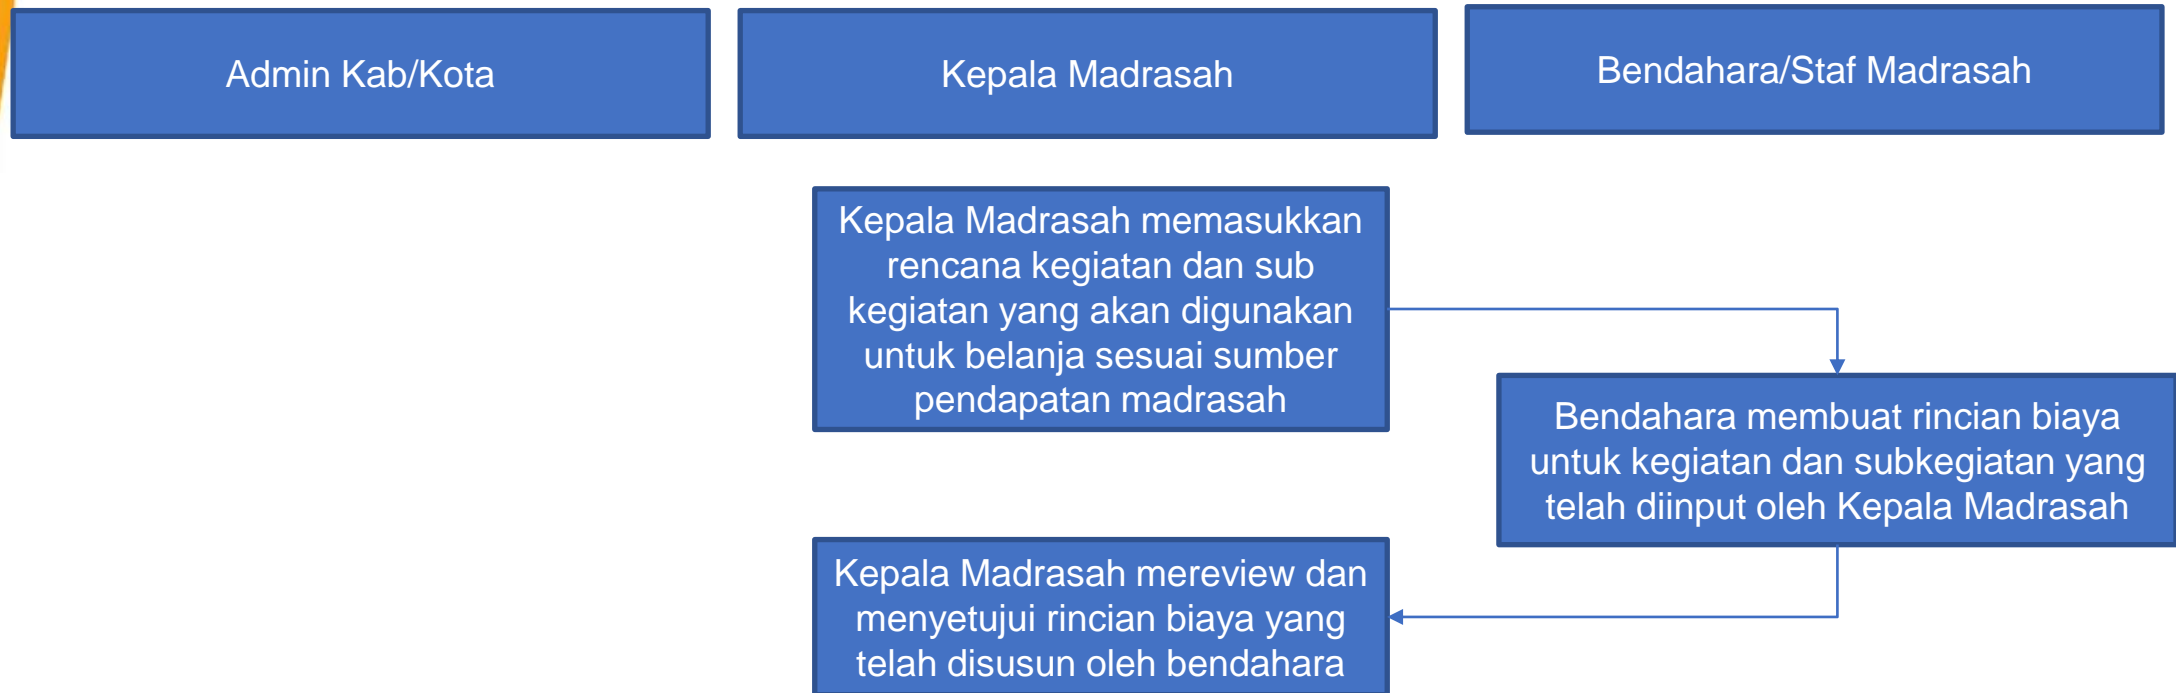 Admin Kab/Kota
Kepala Madrasah
Bendahara/Staf Madrasah
Kepala Madrasah memasukkan
rencana kegiatan dan sub
kegiatan yang akan digunakan
untuk belanja sesuai sumber
pendapatan madrasah
Bendahara membuat rincian biaya
untuk kegiatan dan subkegiatan yang
telah diinput oleh Kepala Madrasah
Kepala Madrasah mereview dan
menyetujui rincian biaya yang
telah disusun oleh bendahara